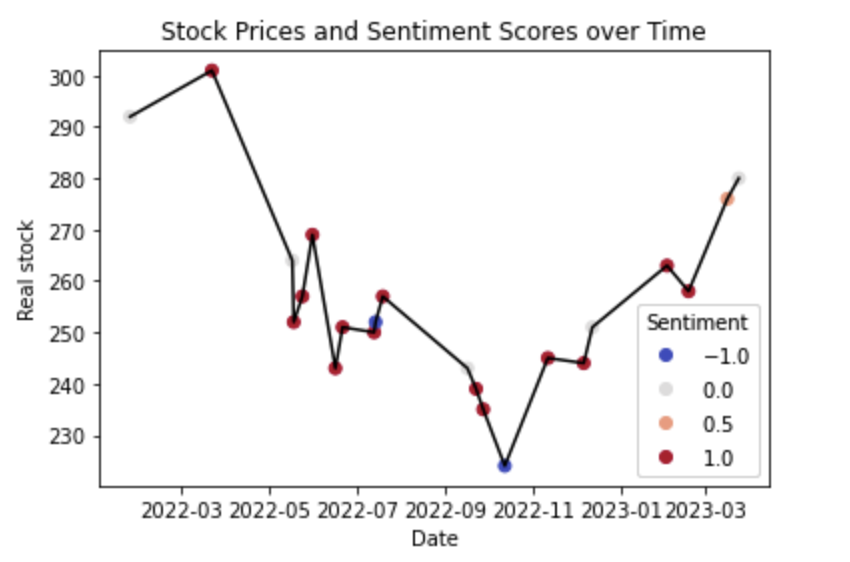 Stock Prices and Sentiment Scores over Time
Real stock
300
290
280
270
260
250
240
230
Sentiment
−1.0
0.0
0.5
1.0
2022-03 2022-05 2022-07 2022-09 2022-11 2023-01 2023-03
Date